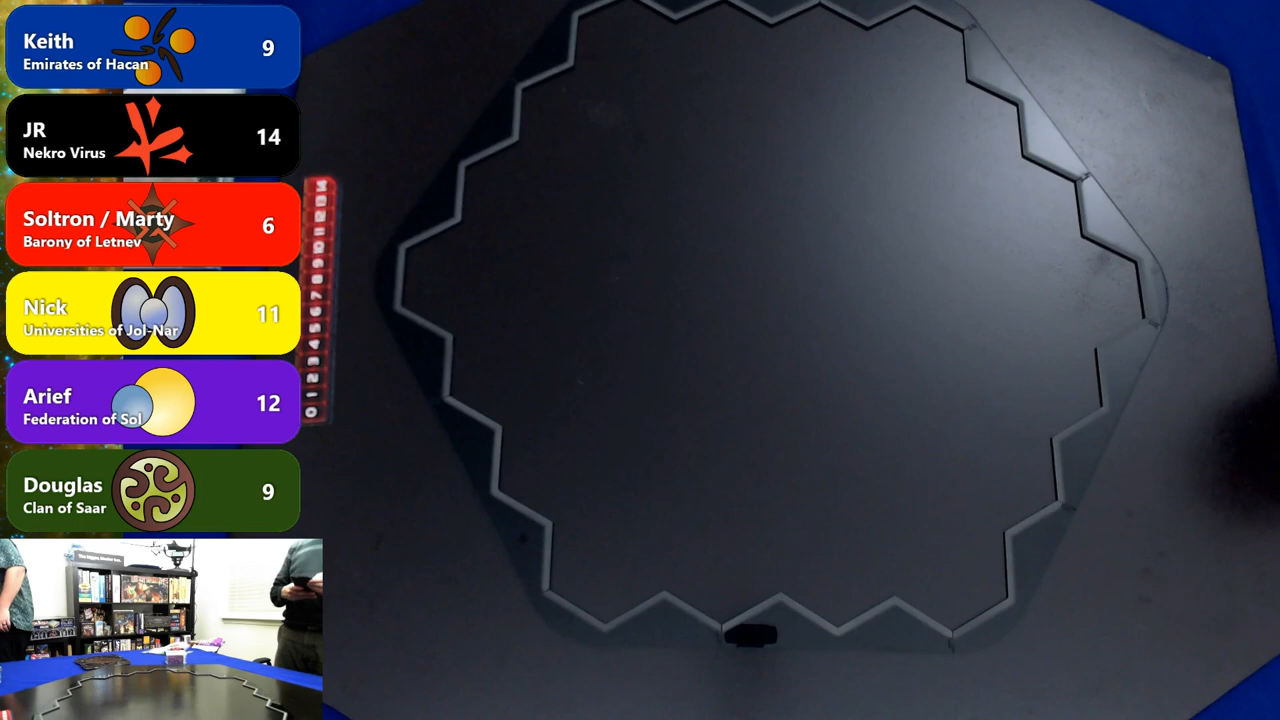 Keith
Emirates of Hacan
9
JR
Nekro Virus
14
Soltron / Marty
Barony of Letnev
6
Nick
Universities of Jol-Nar
11
Arief
Federation of Sol
12
Douglas
Clan of Saar
9